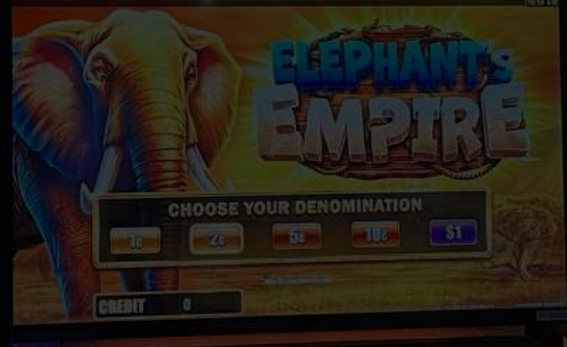 ELEPHANT'S
EMPIRE
CHOOSE YOUR DENOMINATION
1¢ 2¢ 5¢ 10¢ $1
CREDIT 0